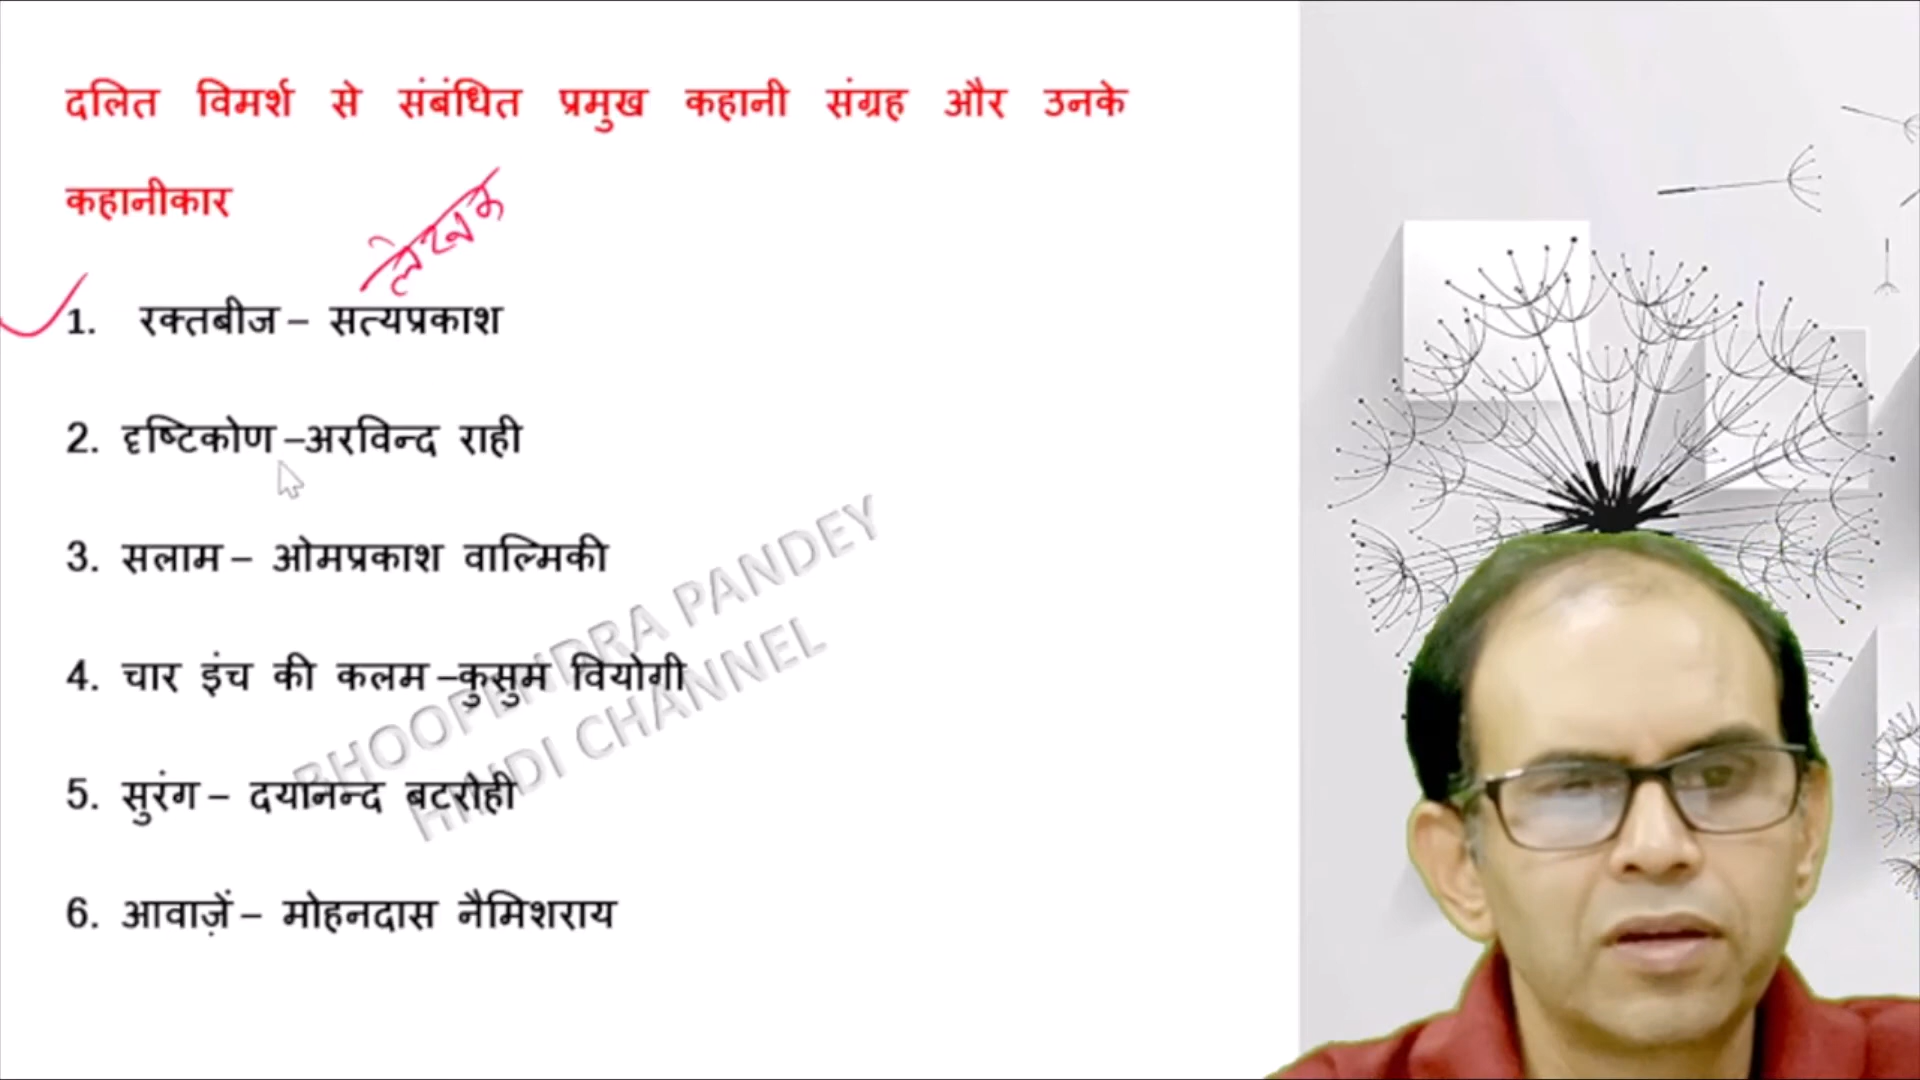 दलित विमर्श से संबंधित प्रमुख कहानी संग्रह और उनके
कहानीकार
लेखक
1. रक्तबीज – सत्यप्रकाश
2. दृष्टिकोण –अरविन्द राही
3. सलाम – ओमप्रकाश वाल्मिकी
4. चार इंच की कलम –कुसुम वियोगी
5. सुरंग – दयानन्द बटरोही
6. आवाज़ें – मोहनदास नैमिशराय
BHOOPENDRA PANDEY
HINDI CHANNEL